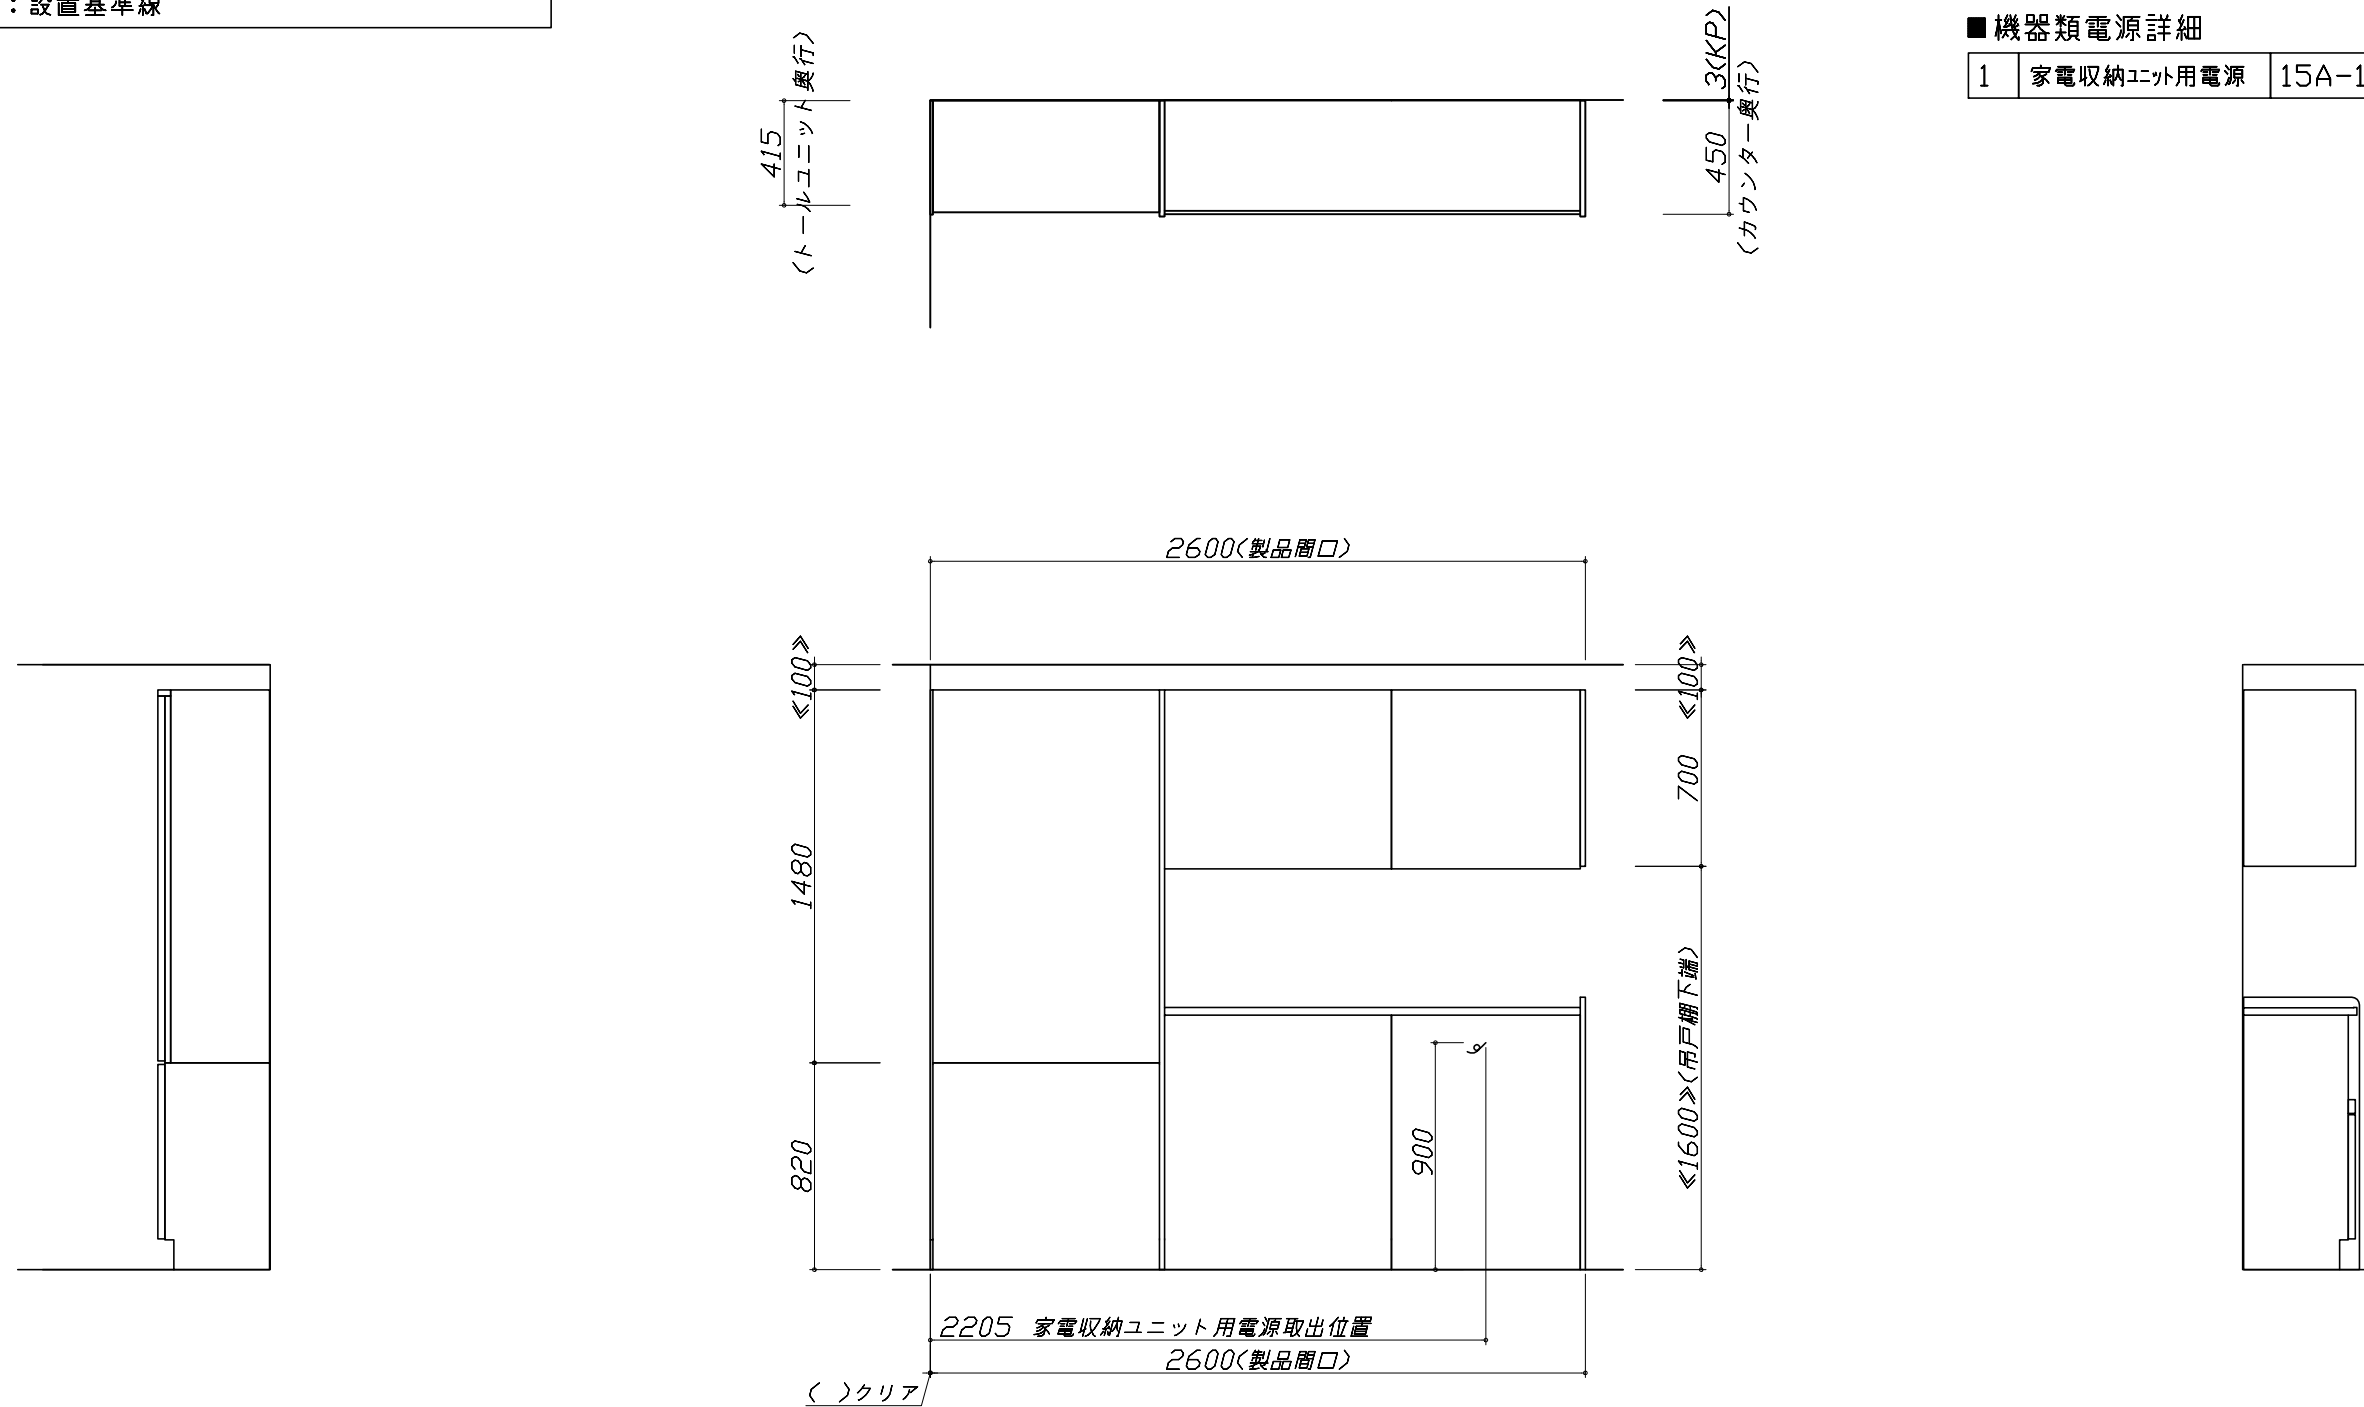 ：設置基準線
■機器類電源詳細
1 家電収納ユニット用電源 15A-1
415
(トールユニット奥行)
3(KP)
450
(カウンター奥行)
2600(製品間口)
≪100≫
1480
820
≪100≫
700
≪1600≫(吊戸棚下端)
900
2205 家電収納ユニット用電源取出位置
2600(製品間口)
( )クリア